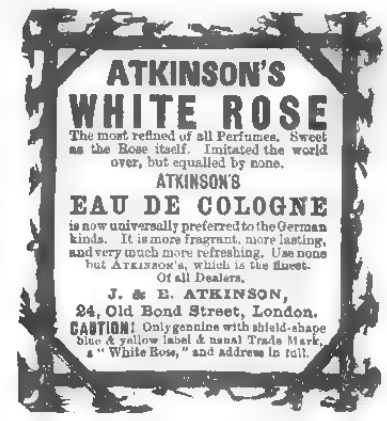 ATKINSON'S
WHITE ROSE
The most refined of all Perfumes. Sweet
as the Rose itself. Imitated the world
over, but equalled by none.
ATKINSON'S
EAU DE COLOGNE
is now universally preferred to the German
kinds. It is more fragrant, more lasting,
and very much more refreshing. Use none
but ATKINSON'S, which is the finest.
Of all Dealers.
J. & E. ATKINSON,
24, Old Bond Street, London.
CAUTION! Only genuine with shield-shape
blue & yellow label & usual Trade Mark,
a "White Rose," and address in full.